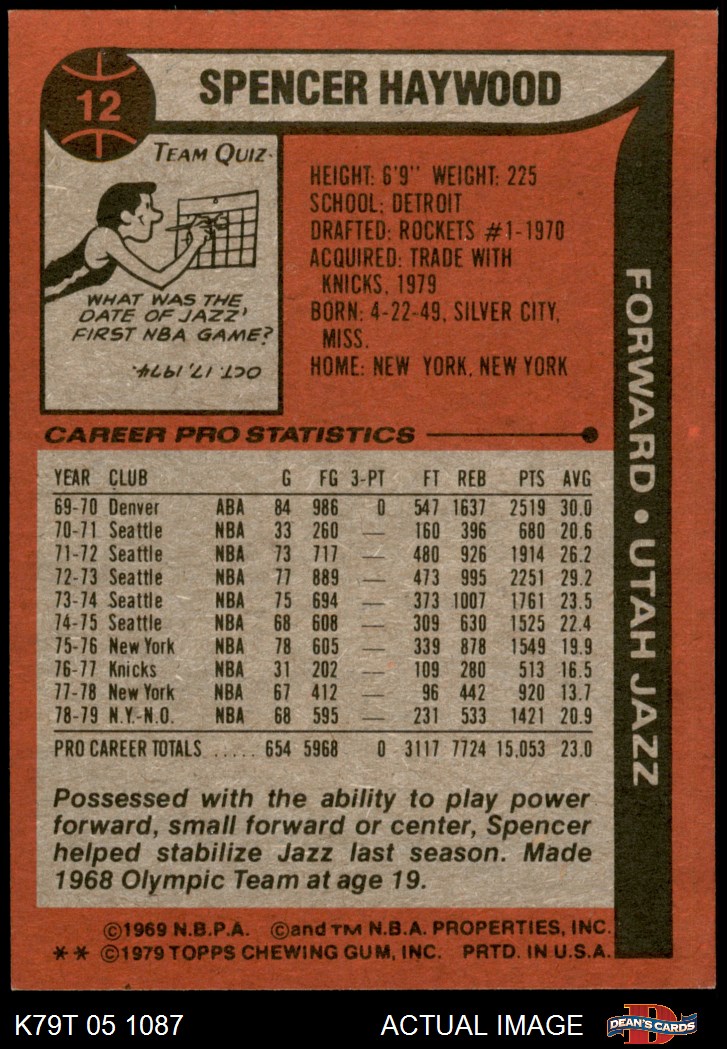 12
SPENCER HAYWOOD
TEAM QUIZ
WHAT WAS THE
DATE OF JAZZ'
FIRST NBA GAME?
OCT. 17, 1974.
HEIGHT: 6'9" WEIGHT: 225
SCHOOL: DETROIT
DRAFTED: ROCKETS #1-1970
ACQUIRED: TRADE WITH
KNICKS, 1979
BORN: 4-22-49, SILVER CITY,
MISS.
HOME: NEW YORK, NEW YORK
FORWARD • UTAH JAZZ
CAREER PRO STATISTICS
YEAR CLUB G FG 3-PT FT REB PTS AVG
69-70 Denver ABA 84 986 0 547 1637 2519 30.0
70-71 Seattle NBA 33 260 — 160 396 680 20.6
71-72 Seattle NBA 73 717 — 480 926 1914 26.2
72-73 Seattle NBA 77 889 — 473 995 2251 29.2
73-74 Seattle NBA 75 694 — 373 1007 1761 23.5
74-75 Seattle NBA 68 608 — 309 630 1525 22.4
75-76 New York NBA 78 605 — 339 878 1549 19.9
76-77 Knicks NBA 31 202 — 109 280 513 16.5
77-78 New York NBA 67 412 — 96 442 920 13.7
78-79 N.Y.-N.O. NBA 68 595 — 231 533 1421 20.9
PRO CAREER TOTALS ..... 654 5968 0 3117 7724 15,053 23.0
Possessed with the ability to play power
forward, small forward or center, Spencer
helped stabilize Jazz last season. Made
1968 Olympic Team at age 19.
©1969 N.B.P.A. ©and TM N.B.A. PROPERTIES, INC.
** ©1979 TOPPS CHEWING GUM, INC. PRTD. IN U.S.A.
K79T 05 1087 ACTUAL IMAGE
D
DEAN'S CARDS